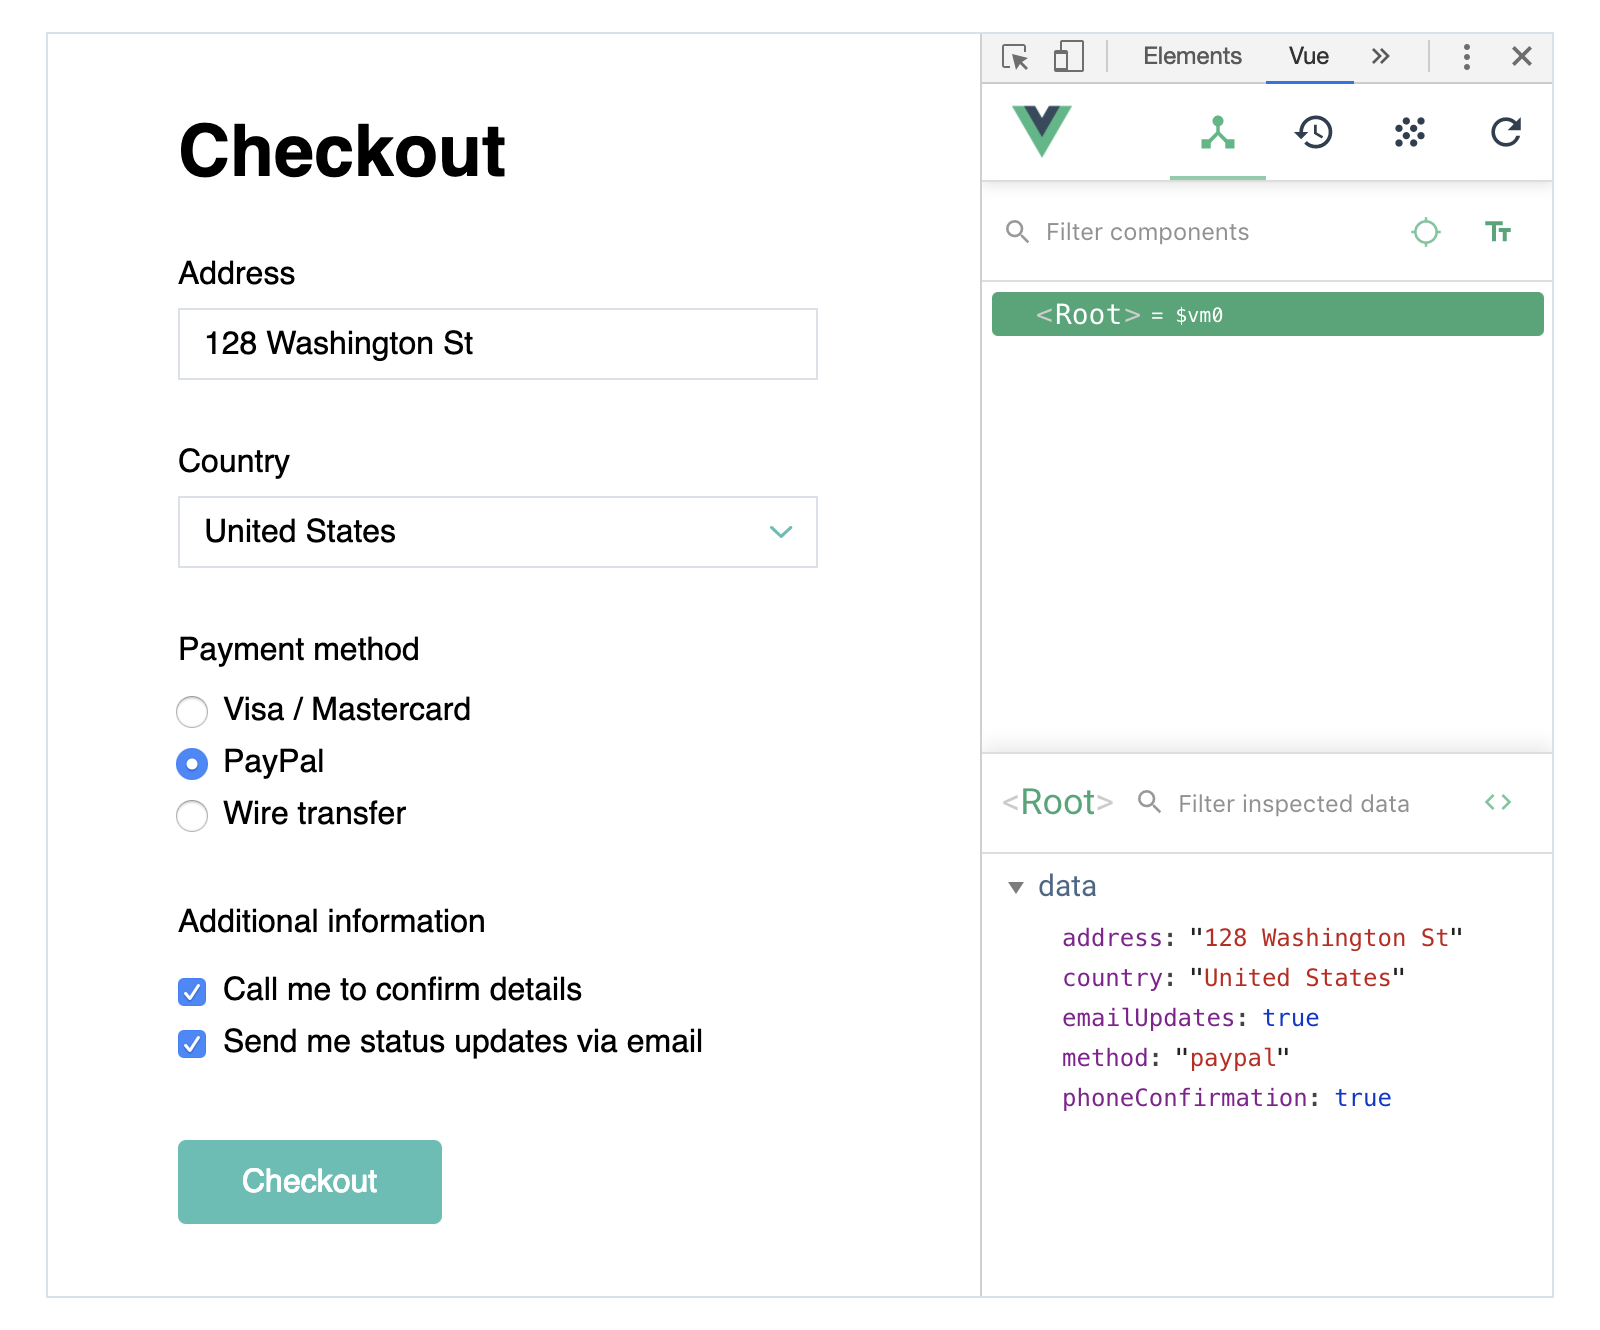 Checkout
Address
128 Washington St
Country
United States
Payment method
Visa / Mastercard
PayPal
Wire transfer
Additional information
Call me to confirm details
Send me status updates via email
Checkout
Elements Vue
Filter components
<Root> = $vm0
<Root> Filter inspected data
data
address: "128 Washington St"
country: "United States"
emailUpdates: true
method: "paypal"
phoneConfirmation: true